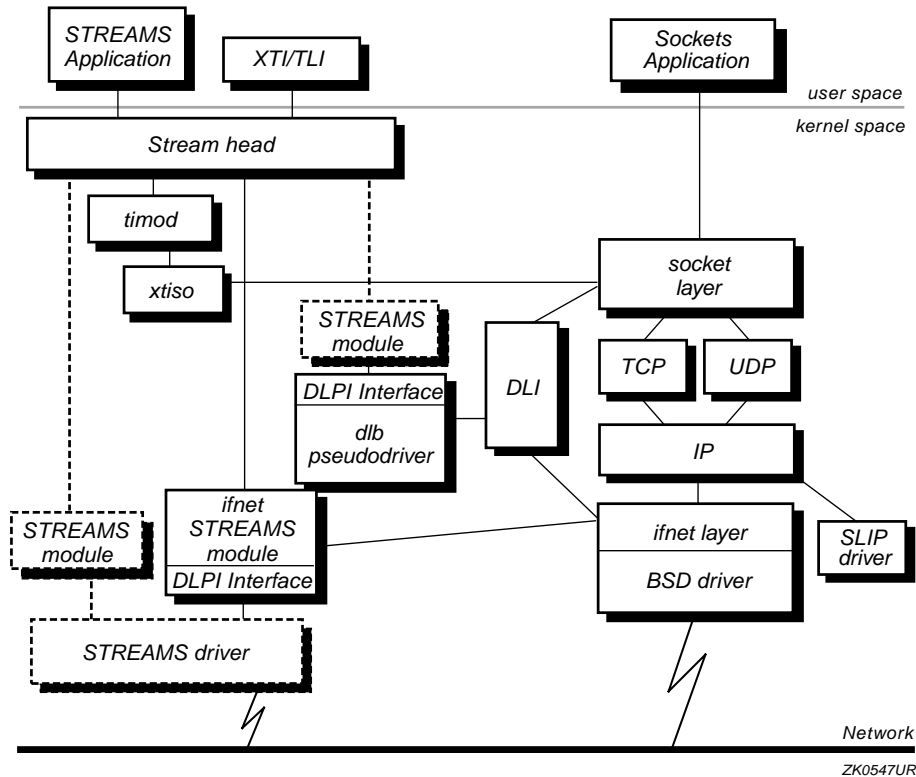 STREAMS
Application
XTI/TLI
Sockets
Application
user space
kernel space
Stream head
timod
xtiso
socket
layer
STREAMS
module
DLPI Interface
dlb
pseudodriver
DLI
TCP
UDP
IP
ifnet
STREAMS
module
DLPI Interface
STREAMS
module
ifnet layer
BSD driver
SLIP
driver
STREAMS driver
Network
ZK0547UR